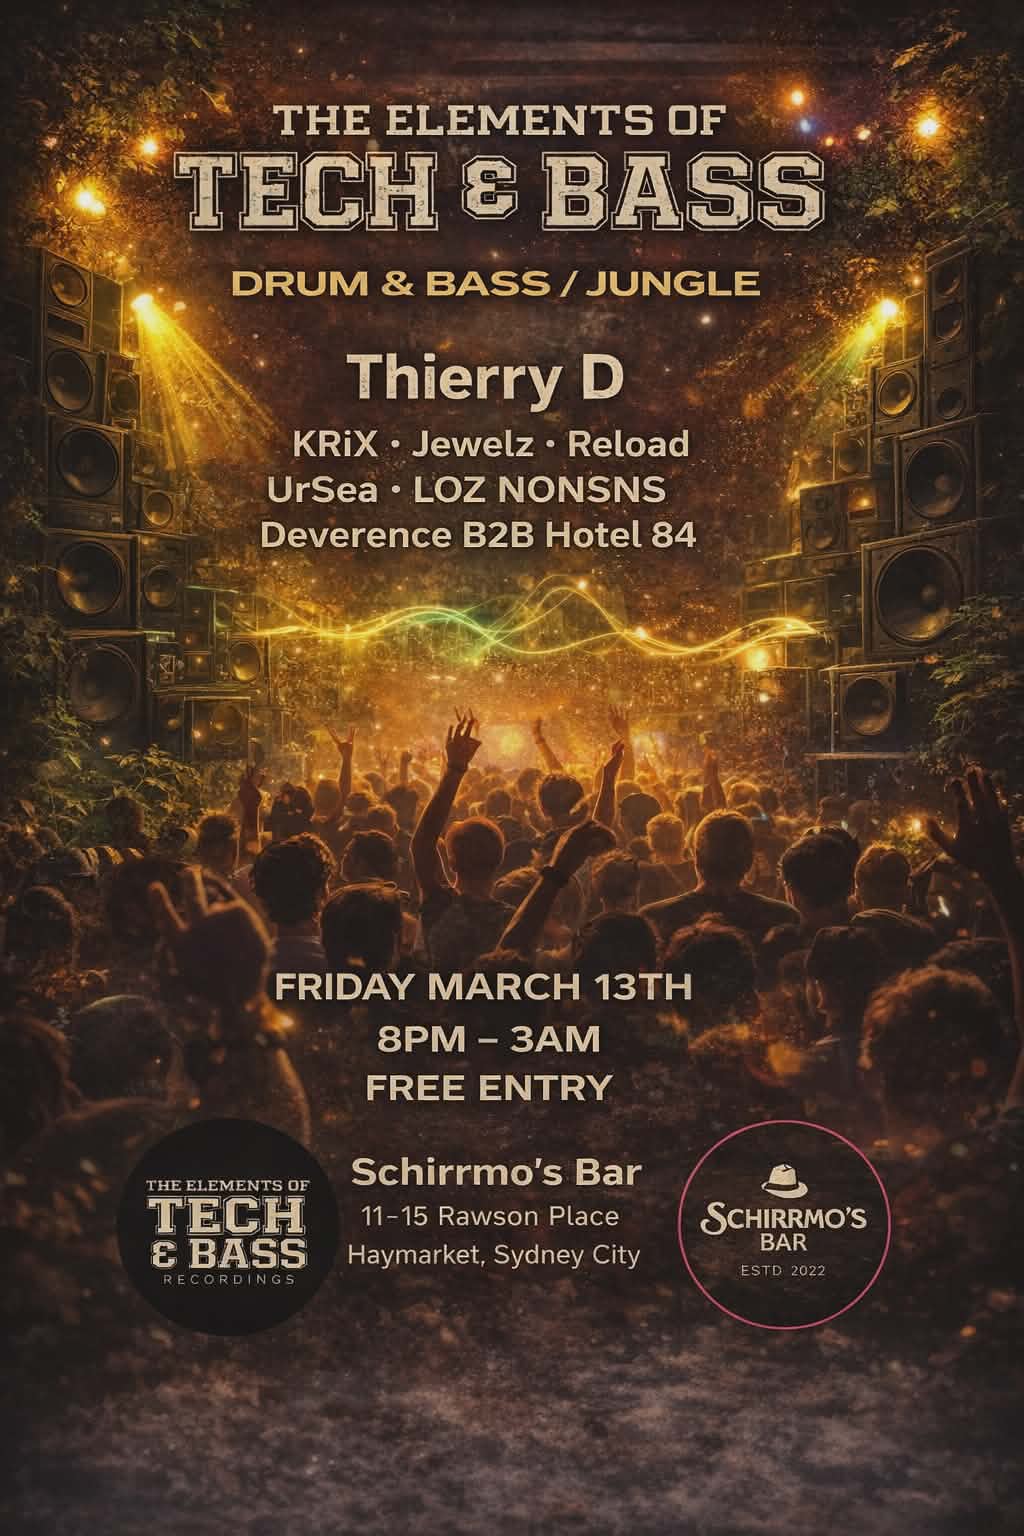 THE ELEMENTS OF
TECH & BASS
DRUM & BASS / JUNGLE
Thierry D
KRiX • Jewelz • Reload
UrSea • LOZ NONSNS
Deverence B2B Hotel 84
FRIDAY MARCH 13TH
8PM – 3AM
FREE ENTRY
Schirrmo's Bar
11-15 Rawson Place
Haymarket, Sydney City
THE ELEMENTS OF
TECH
& BASS
RECORDINGS
SCHIRRMO'S
BAR
ESTD 2022